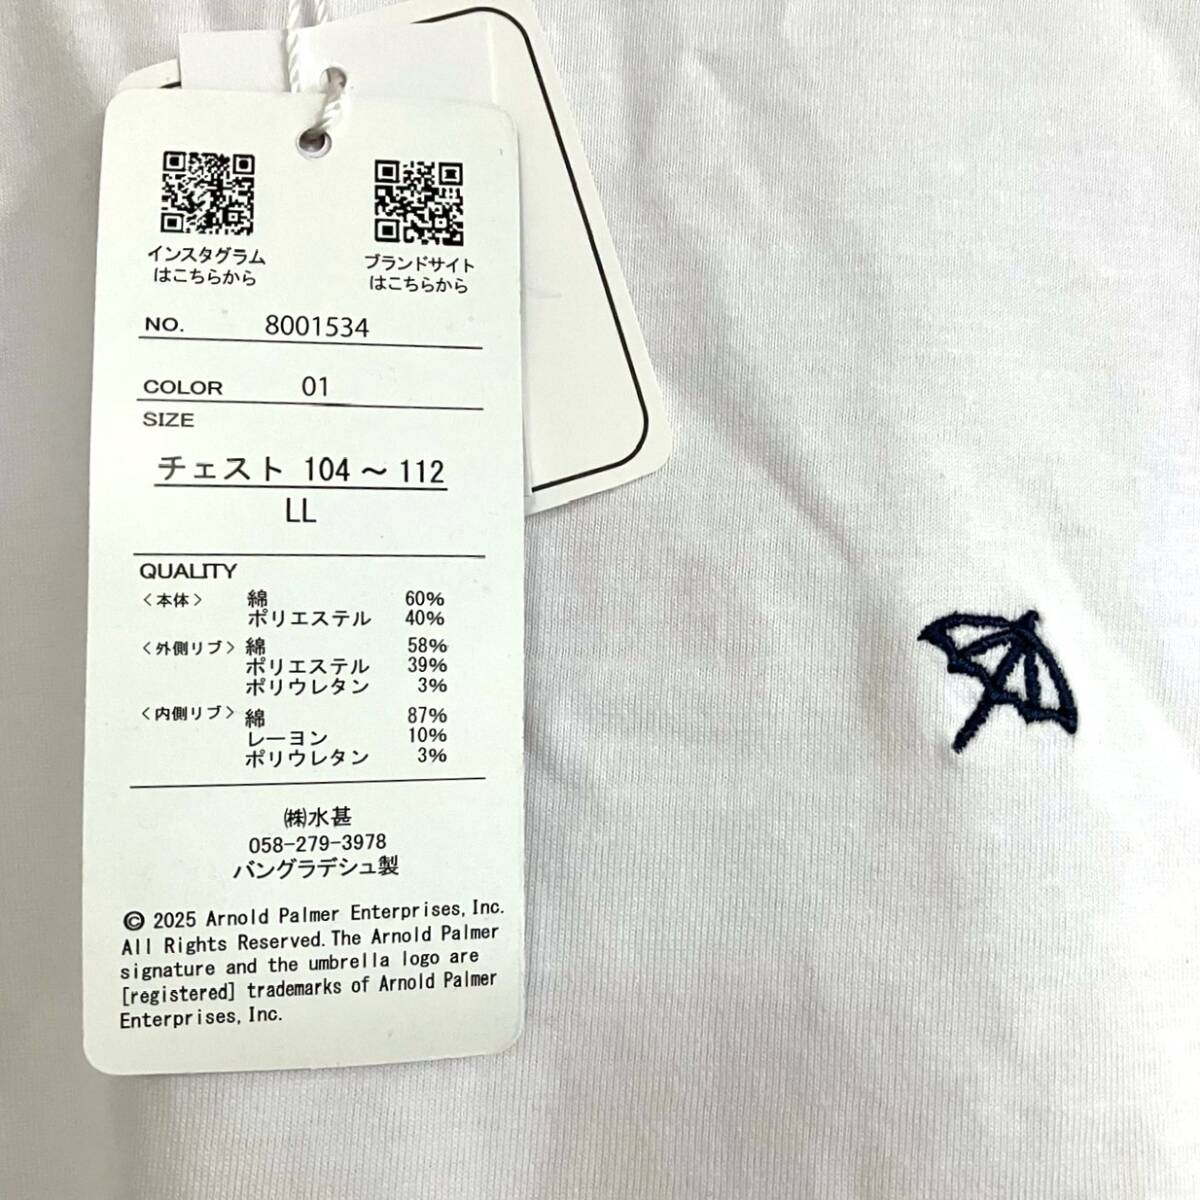 インスタグラム
はこちらから
ブランドサイト
はこちらから
NO. 8001534
COLOR 01
SIZE
チェスト 104 ～ 112
LL
QUALITY
〈本体〉 綿 60%
ポリエステル 40%
〈外側リブ〉 綿 58%
ポリエステル 39%
ポリウレタン 3%
〈内側リブ〉 綿 87%
レーヨン 10%
ポリウレタン 3%
㈱水甚
058-279-3978
バングラデシュ製
© 2025 Arnold Palmer Enterprises, Inc.
All Rights Reserved. The Arnold Palmer
signature and the umbrella logo are
[registered] trademarks of Arnold Palmer
Enterprises, Inc.